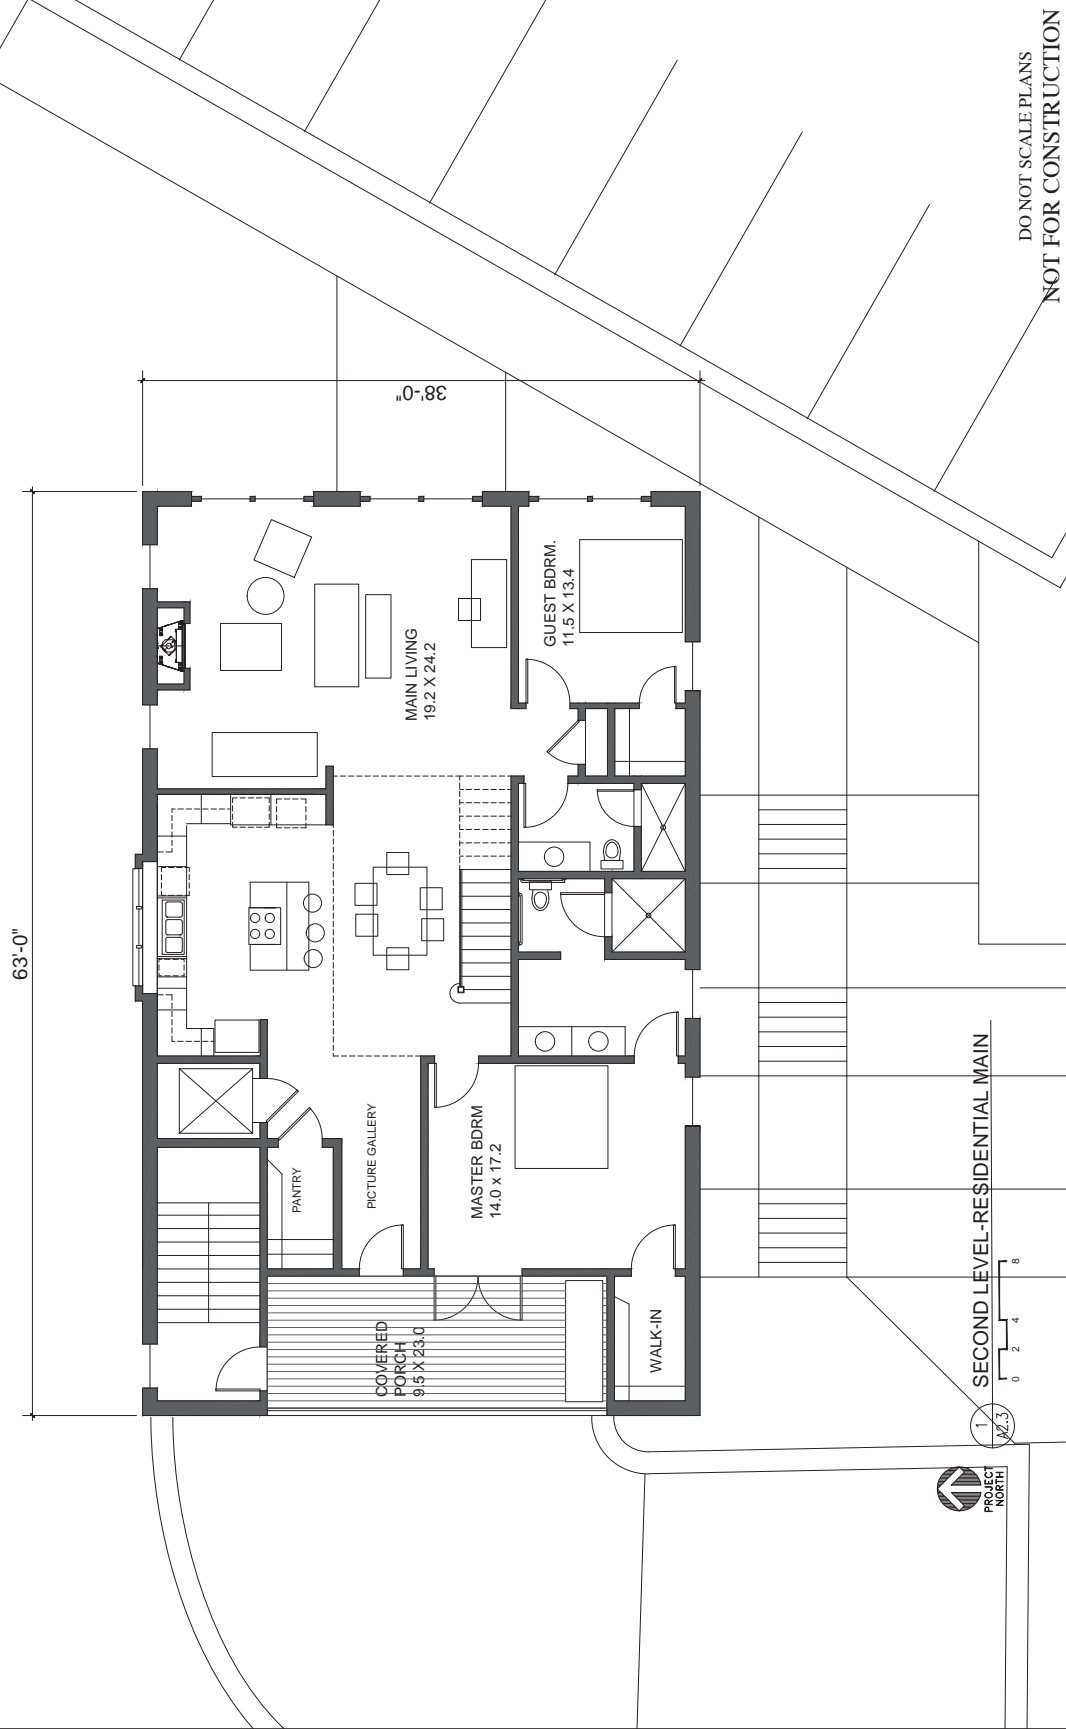 63'-0"
38'-0"
MAIN LIVING
19.2 X 24.2
GUEST BDRM.
11.5 X 13.4
MASTER BDRM
14.0 x 17.2
PICTURE GALLERY
PANTRY
COVERED
PORCH
9.5 X 23.0
WALK-IN
SECOND LEVEL-RESIDENTIAL MAIN
0 2 4 8
1
A2.3
PROJECT
NORTH
DO NOT SCALE PLANS
NOT FOR CONSTRUCTION